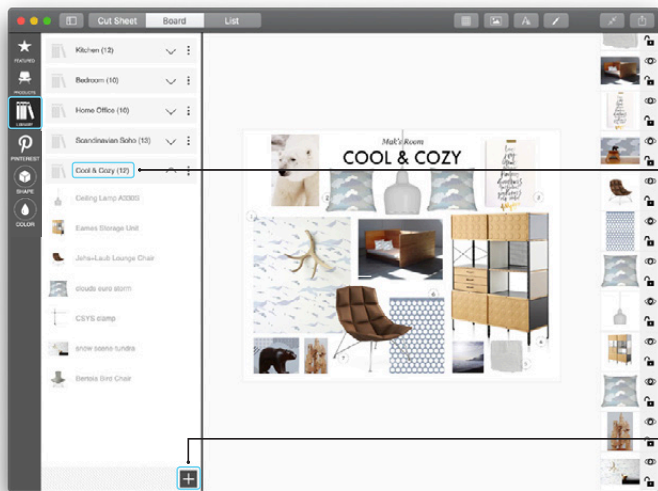 Cut Sheet
Board
List
FEATURED
PRODUCTS
LIBRARY
PINTEREST
SHAPE
COLOR
Kitchen (12)
Bedroom (10)
Home Office (10)
Scandinavian Soho (13)
Cool & Cozy (12)
Ceiling Lamp A330S
Eames Storage Unit
Jehs+Laub Lounge Chair
clouds euro storm
CSYS
snow scene tundra
Bertoia Bird Chair
Mak's Room
COOL & COZY